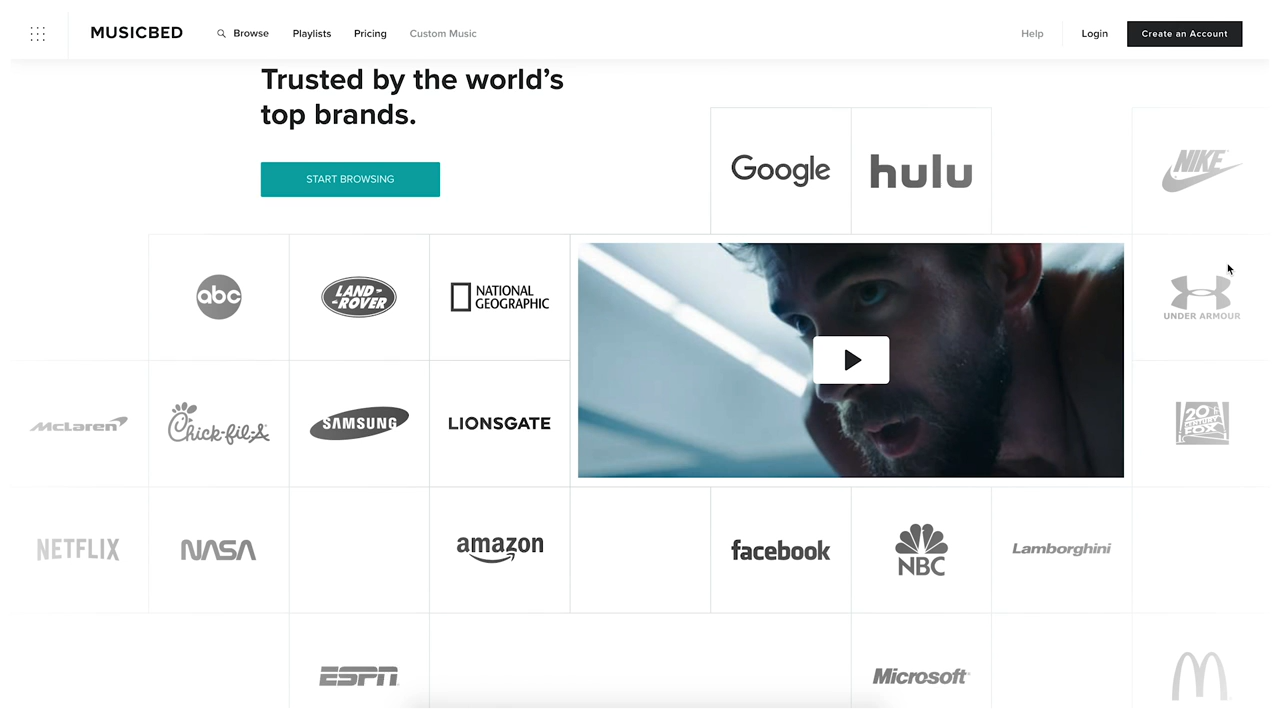 MUSICBED
Browse
Playlists
Pricing
Custom Music
Help
Login
Create an Account
Trusted by the world's
top brands.
START BROWSING
Google
hulu
NIKE
abc
LAND-
-ROVER
NATIONAL
GEOGRAPHIC
UNDER ARMOUR
McLaren
Chick-fil-A
SAMSUNG
LIONSGATE
20th
CENTURY
FOX
NETFLIX
NASA
amazon
facebook
NBC
Lamborghini
ESPN
Microsoft
M